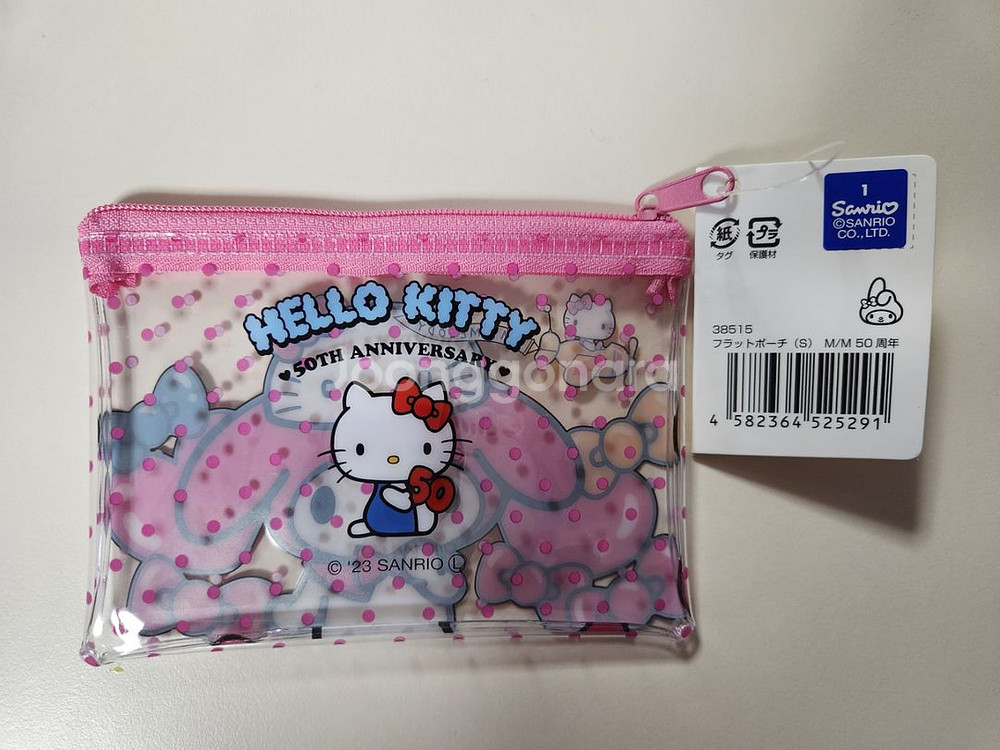 HELLO KITTY
♥50TH ANNIVERSARY♥
50
© '23 SANRIO Ⓛ
joonggonara
1
Sanrio
©SANRIO
CO., LTD.
紙
プラ
タグ
保護材
38515
フラットポーチ（S） M/M 50 周年
4 582364 525291